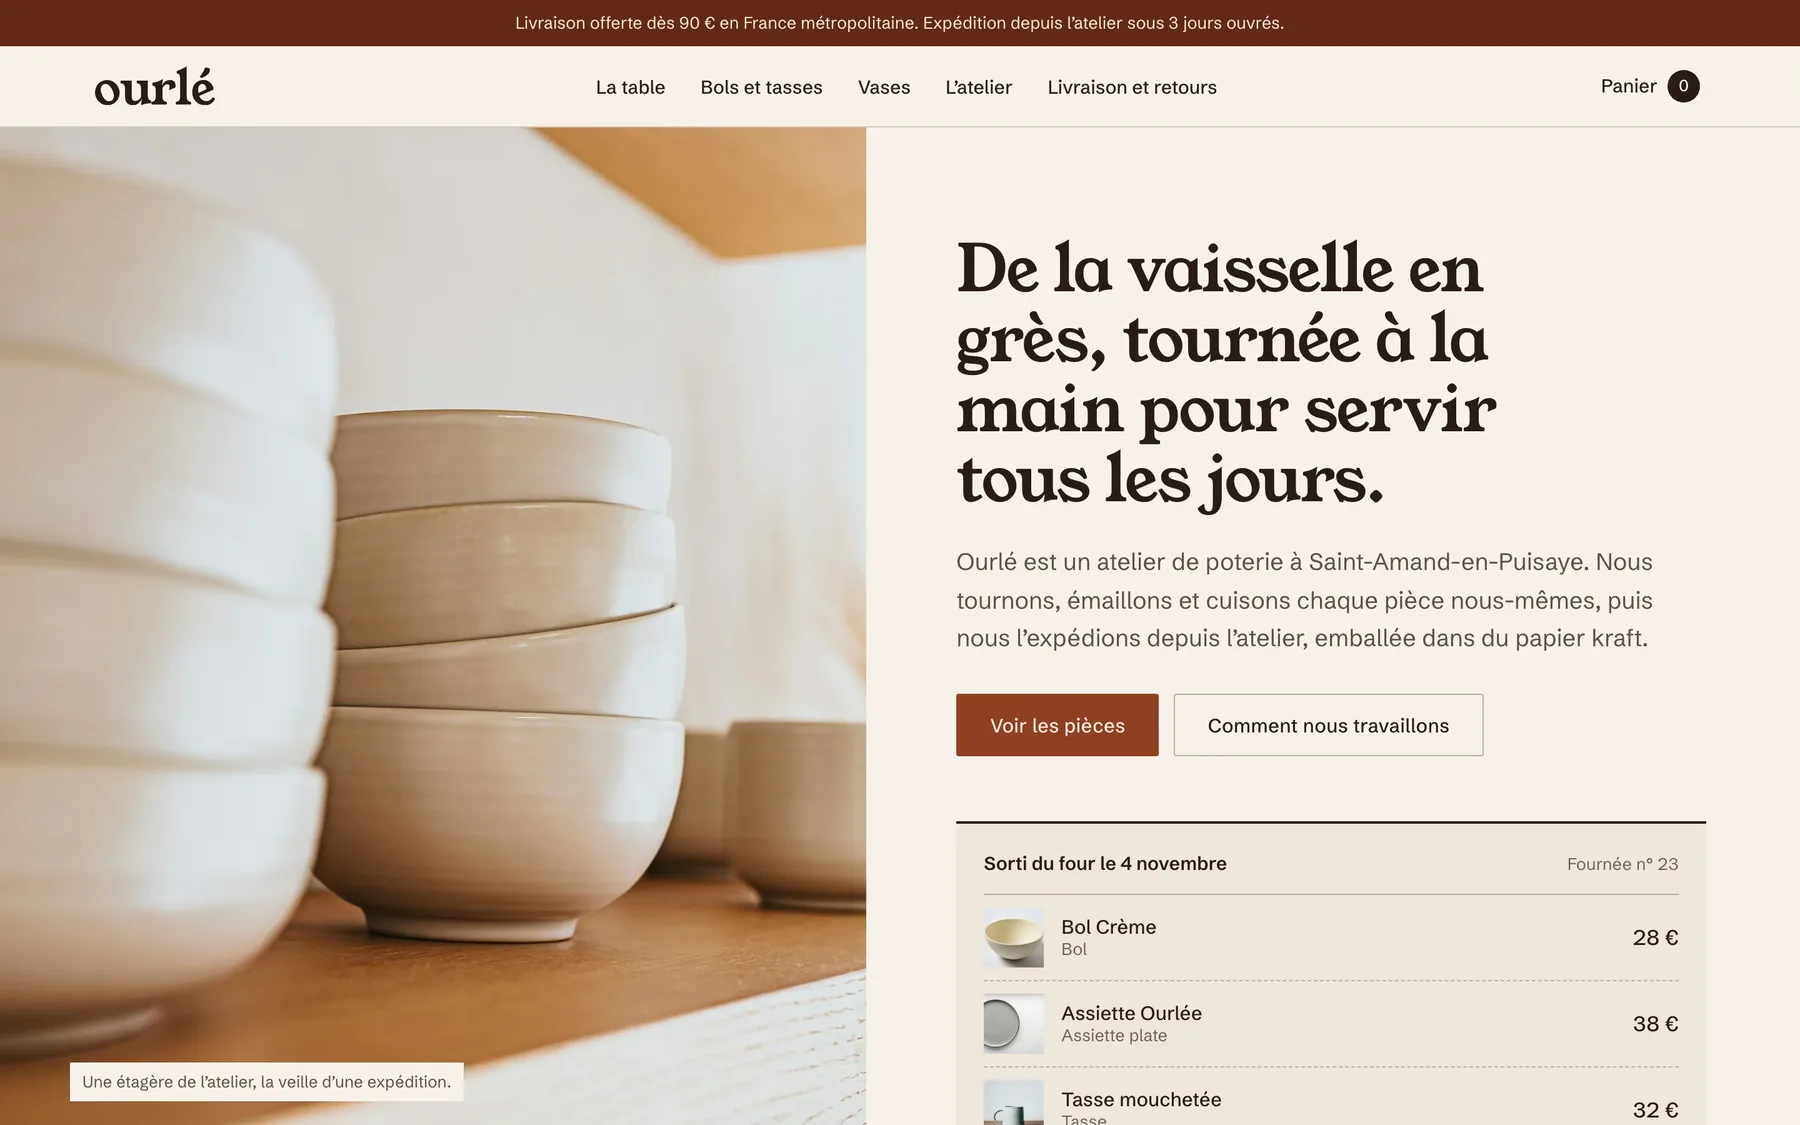 Livraison offerte dès 90 € en France métropolitaine. Expédition depuis l’atelier sous 3 jours ouvrés.
ourlé
La table
Bols et tasses
Vases
L’atelier
Livraison et retours
Panier 0
De la vaisselle en
grès, tournée à la
main pour servir
tous les jours.
Ourlé est un atelier de poterie à Saint-Amand-en-Puisaye. Nous
tournons, émaillons et cuisons chaque pièce nous-mêmes, puis
nous l’expédions depuis l’atelier, emballée dans du papier kraft.
Voir les pièces
Comment nous travaillons
Sorti du four le 4 novembre
Fournée n° 23
Bol Crème
Bol
28 €
Assiette Ourlée
Assiette plate
38 €
Tasse mouchetée
Tasse
32 €
Une étagère de l’atelier, la veille d’une expédition.